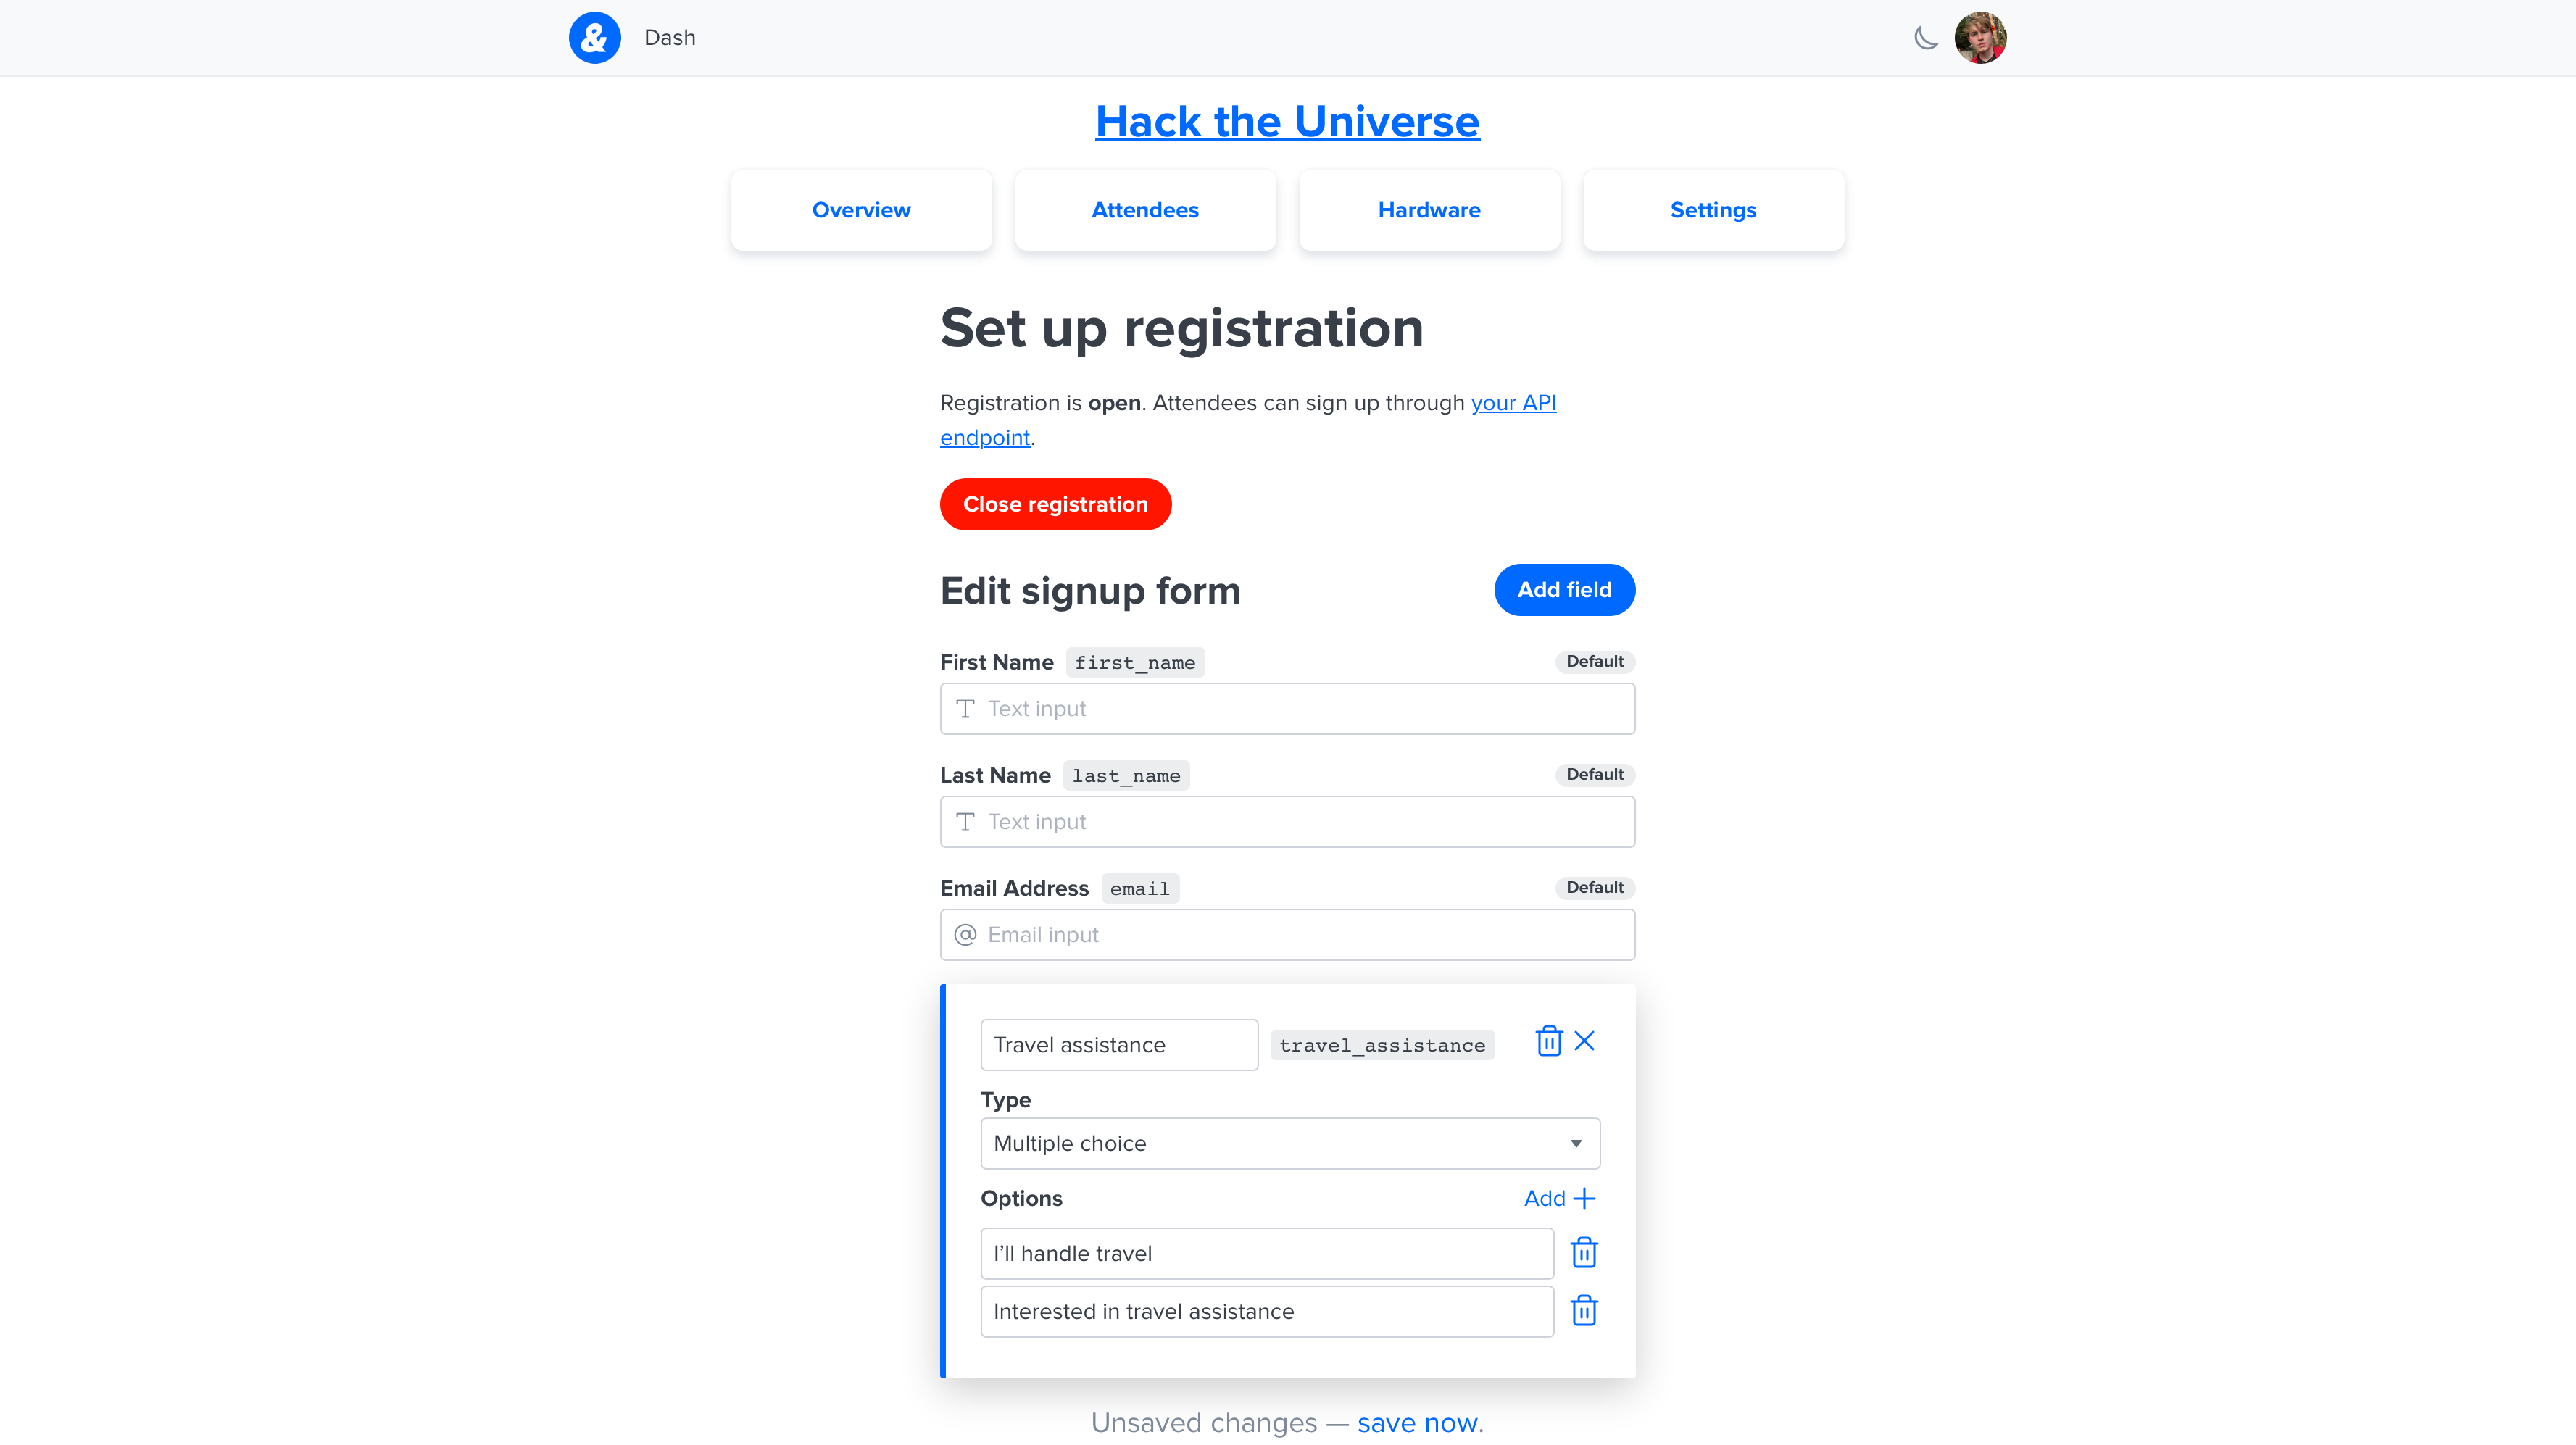 & Dash
Hack the Universe
Overview Attendees Hardware Settings
Set up registration
Registration is open. Attendees can sign up through your API
endpoint.
Close registration
Edit signup form Add field
First Name first_name Default
Text input
Last Name last_name Default
Text input
Email Address email Default
@ Email input
Travel assistance travel_assistance
Type
Multiple choice
Options Add +
I’ll handle travel
Interested in travel assistance
Unsaved changes — save now.